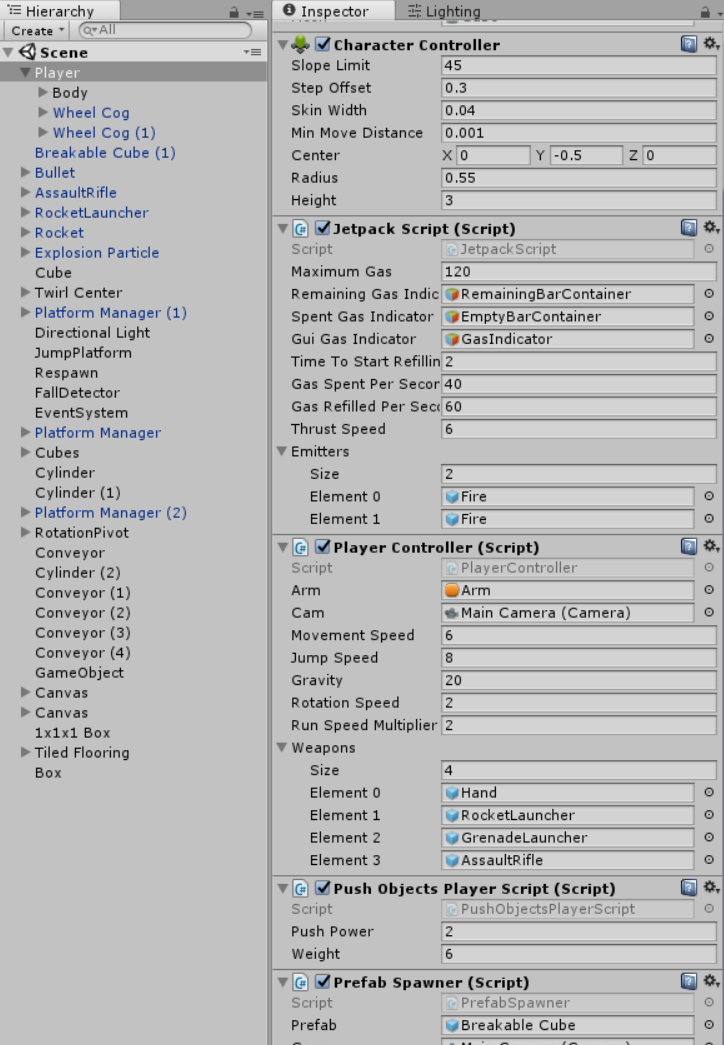 Hierarchy
Create
All
Scene
Player
Body
Wheel Cog
Wheel Cog (1)
Breakable Cube (1)
Bullet
AssaultRifle
RocketLauncher
Rocket
Explosion Particle
Cube
Twirl Center
Platform Manager (1)
Directional Light
JumpPlatform
Respawn
FallDetector
EventSystem
Platform Manager
Cubes
Cylinder
Cylinder (1)
Platform Manager (2)
RotationPivot
Conveyor
Cylinder (2)
Conveyor (1)
Conveyor (2)
Conveyor (3)
Conveyor (4)
GameObject
Canvas
Canvas
1x1x1 Box
Tiled Flooring
Box
Inspector Lighting
Character Controller
Slope Limit 45
Step Offset 0.3
Skin Width 0.04
Min Move Distance 0.001
Center X 0 Y -0.5 Z 0
Radius 0.55
Height 3
Jetpack Script (Script)
Script JetpackScript
Maximum Gas 120
Remaining Gas Indic RemainingBarContainer
Spent Gas Indicator EmptyBarContainer
Gui Gas Indicator GasIndicator
Time To Start Refillin 2
Gas Spent Per Secor 40
Gas Refilled Per Sec 60
Thrust Speed 6
Emitters
Size 2
Element 0 Fire
Element 1 Fire
Player Controller (Script)
Script PlayerController
Arm Arm
Cam Main Camera (Camera)
Movement Speed 6
Jump Speed 8
Gravity 20
Rotation Speed 2
Run Speed Multiplier 2
Weapons
Size 4
Element 0 Hand
Element 1 RocketLauncher
Element 2 GrenadeLauncher
Element 3 AssaultRifle
Push Objects Player Script (Script)
Script PushObjectsPlayerScript
Push Power 2
Weight 6
Prefab Spawner (Script)
Script PrefabSpawner
Prefab Breakable Cube